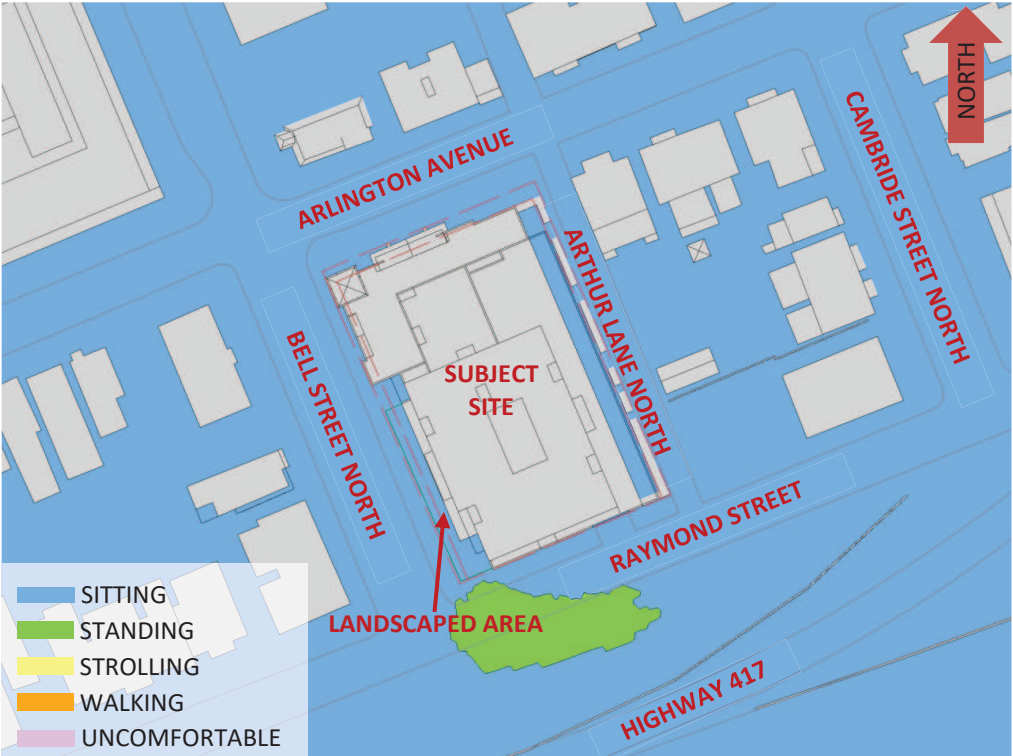 NORTH
ARLINGTON AVENUE
CAMBRIDE STREET NORTH
ARTHUR LANE NORTH
BELL STREET NORTH
SUBJECT
SITE
RAYMOND STREET
LANDSCAPED AREA
HIGHWAY 417
SITTING
STANDING
STROLLING
WALKING
UNCOMFORTABLE